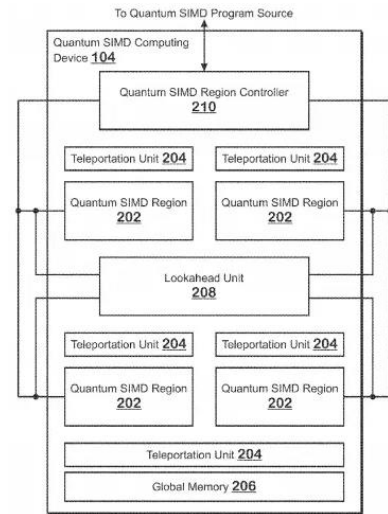 To Quantum SIMD Program Source
Quantum SIMD Computing
Device 104
Quantum SIMD Region Controller
210
Teleportation Unit 204
Teleportation Unit 204
Quantum SIMD Region
202
Quantum SIMD Region
202
Lookahead Unit
208
Teleportation Unit 204
Teleportation Unit 204
Quantum SIMD Region
202
Quantum SIMD Region
202
Teleportation Unit 204
Global Memory 206